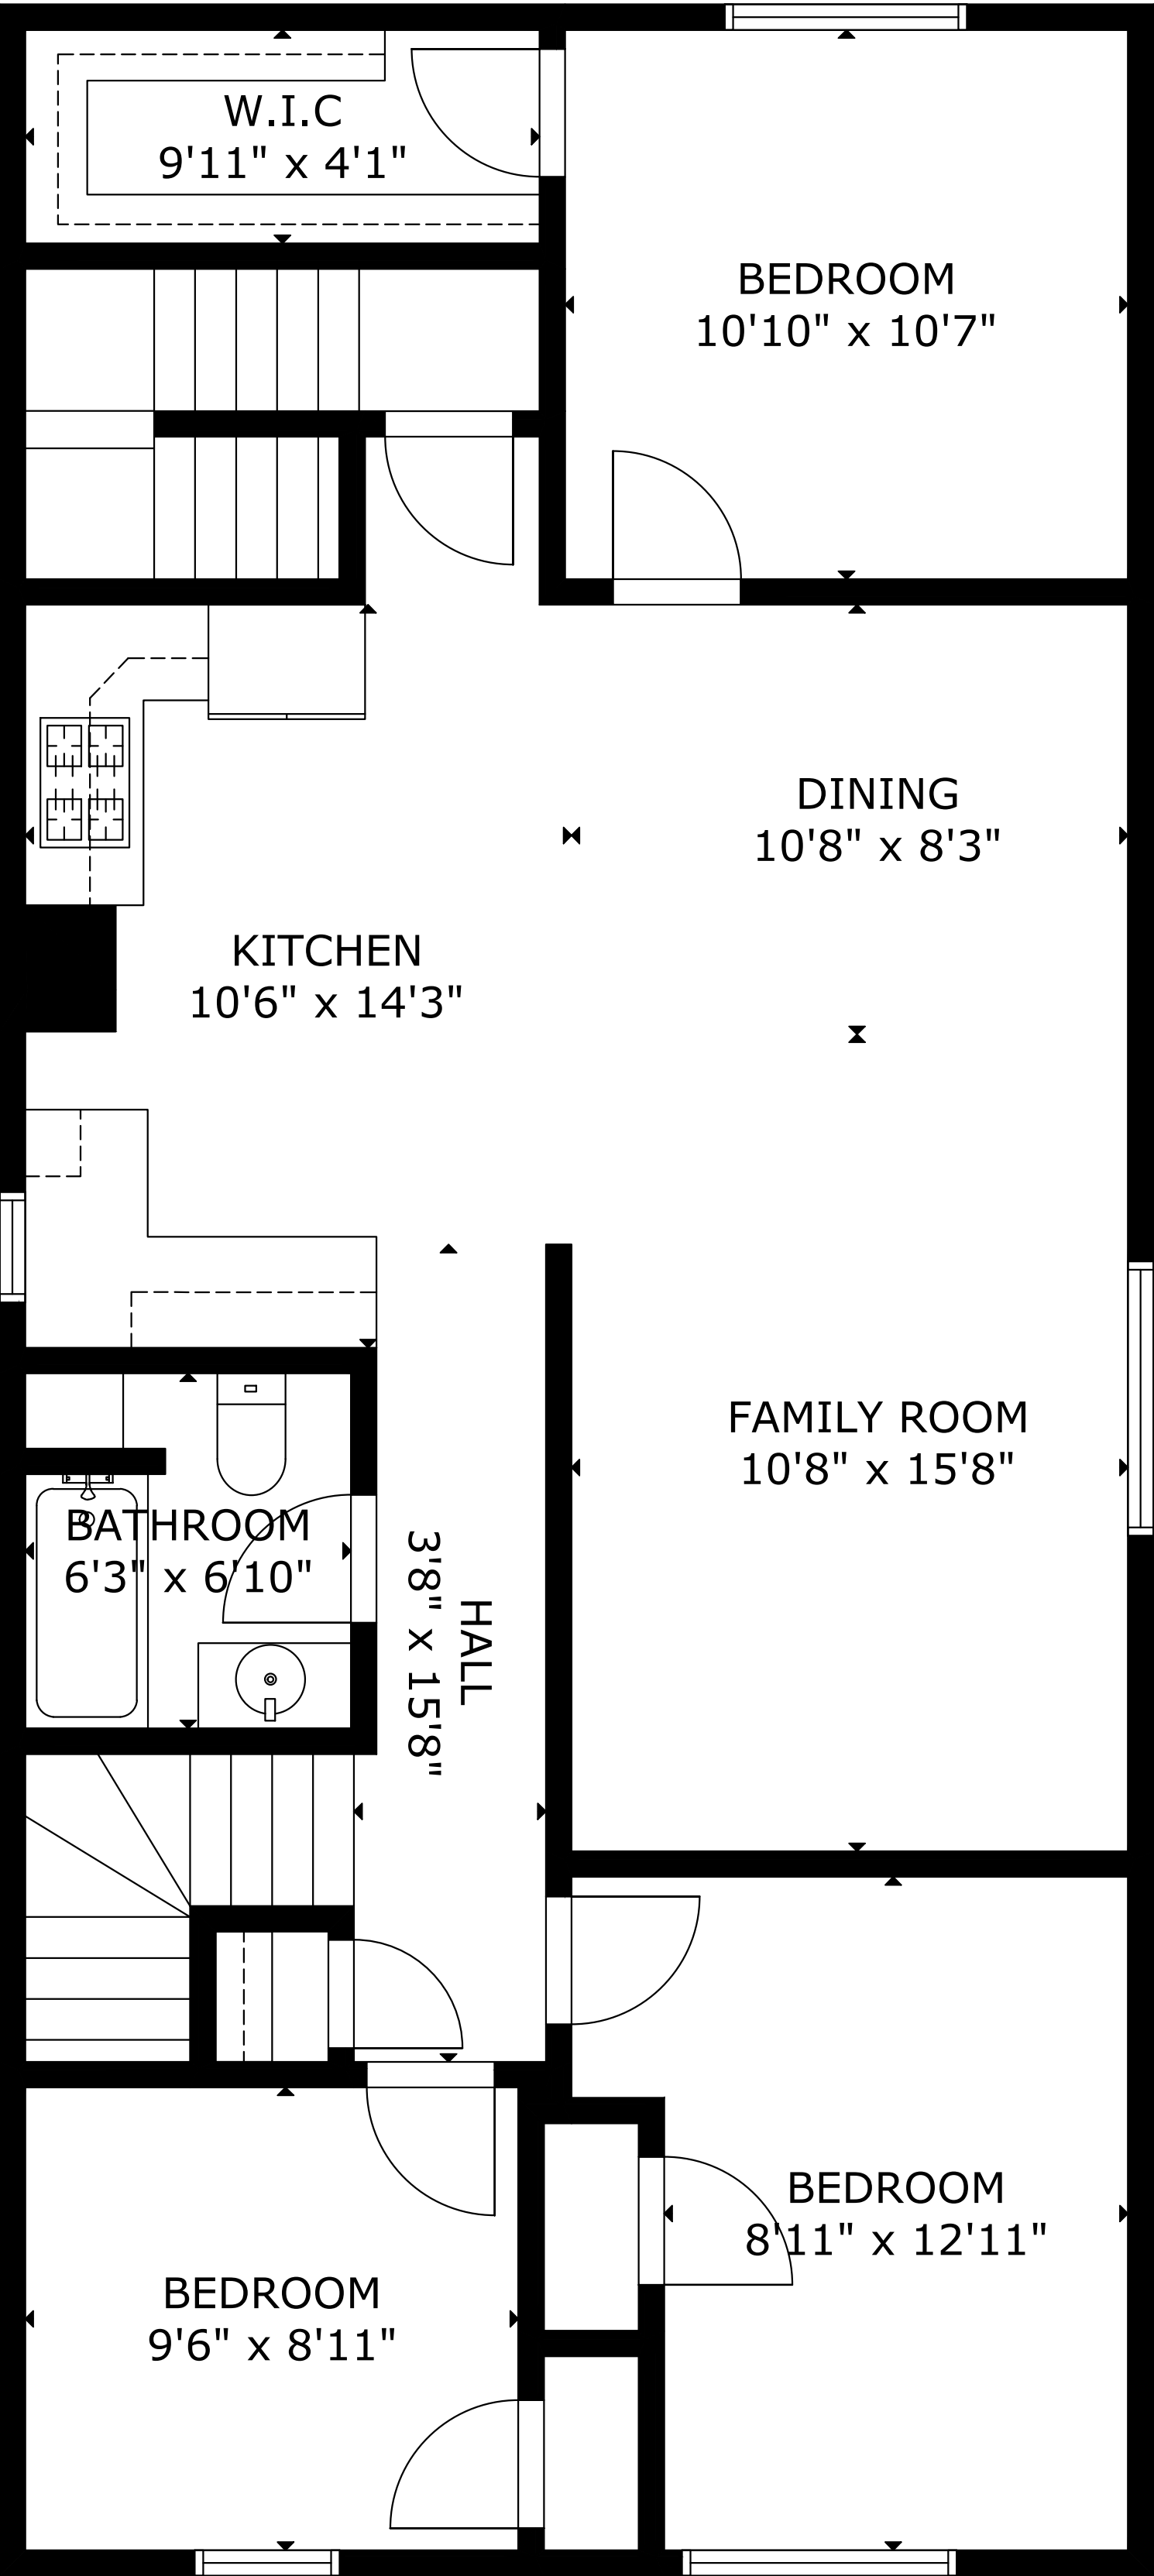 W.I.C
9'11" x 4'1"
BEDROOM
10'10" x 10'7"
DINING
10'8" x 8'3"
KITCHEN
10'6" x 14'3"
FAMILY ROOM
10'8" x 15'8"
BATHROOM
6'3" x 6'10"
HALL
3'8" x 15'8"
BEDROOM
8'11" x 12'11"
BEDROOM
9'6" x 8'11"